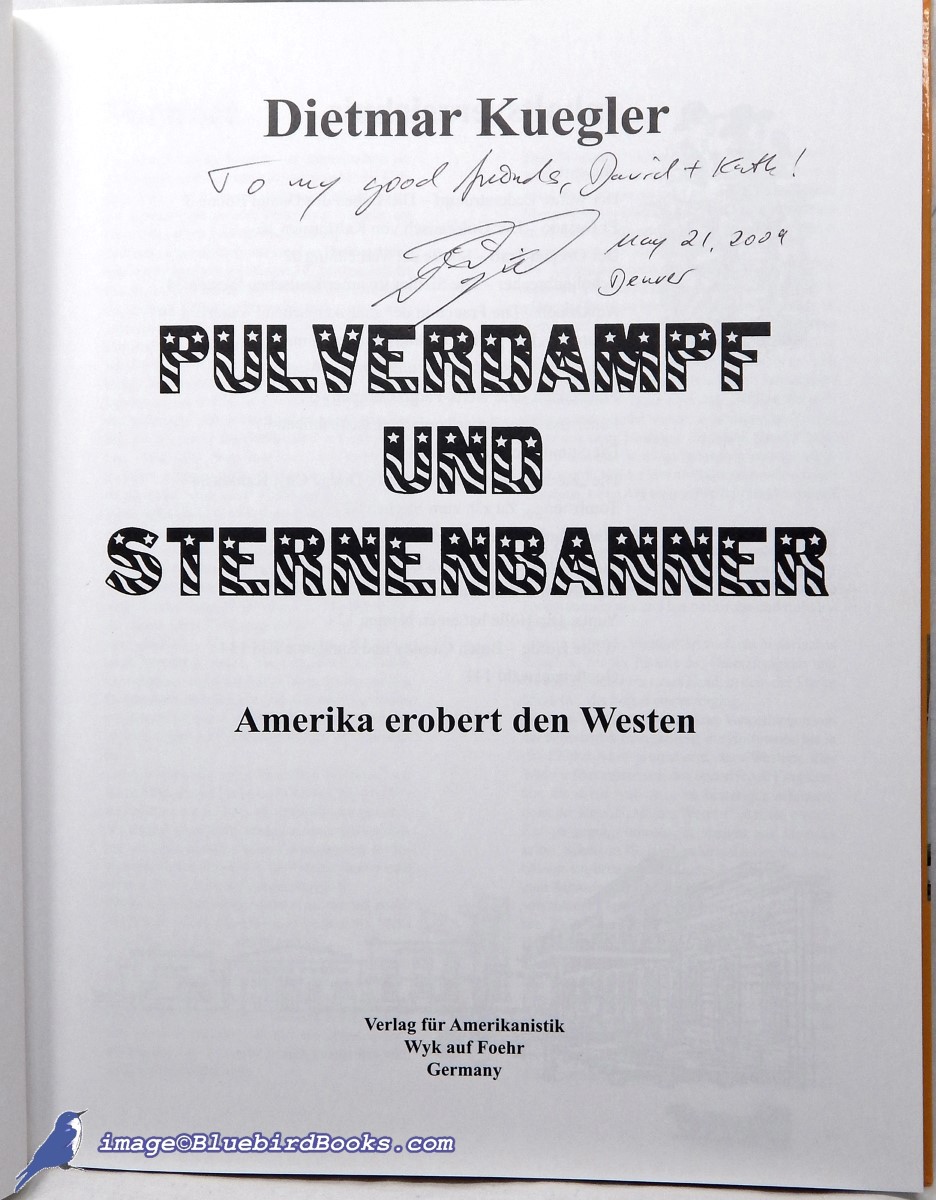 Dietmar Kuegler
To my good friends, David + Kath!
May 21, 2009
Denver
PULVERDAMPF
UND
STERNENBANNER
Amerika erobert den Westen
Verlag für Amerikanistik
Wyk auf Foehr
Germany
image©BluebirdBooks.com